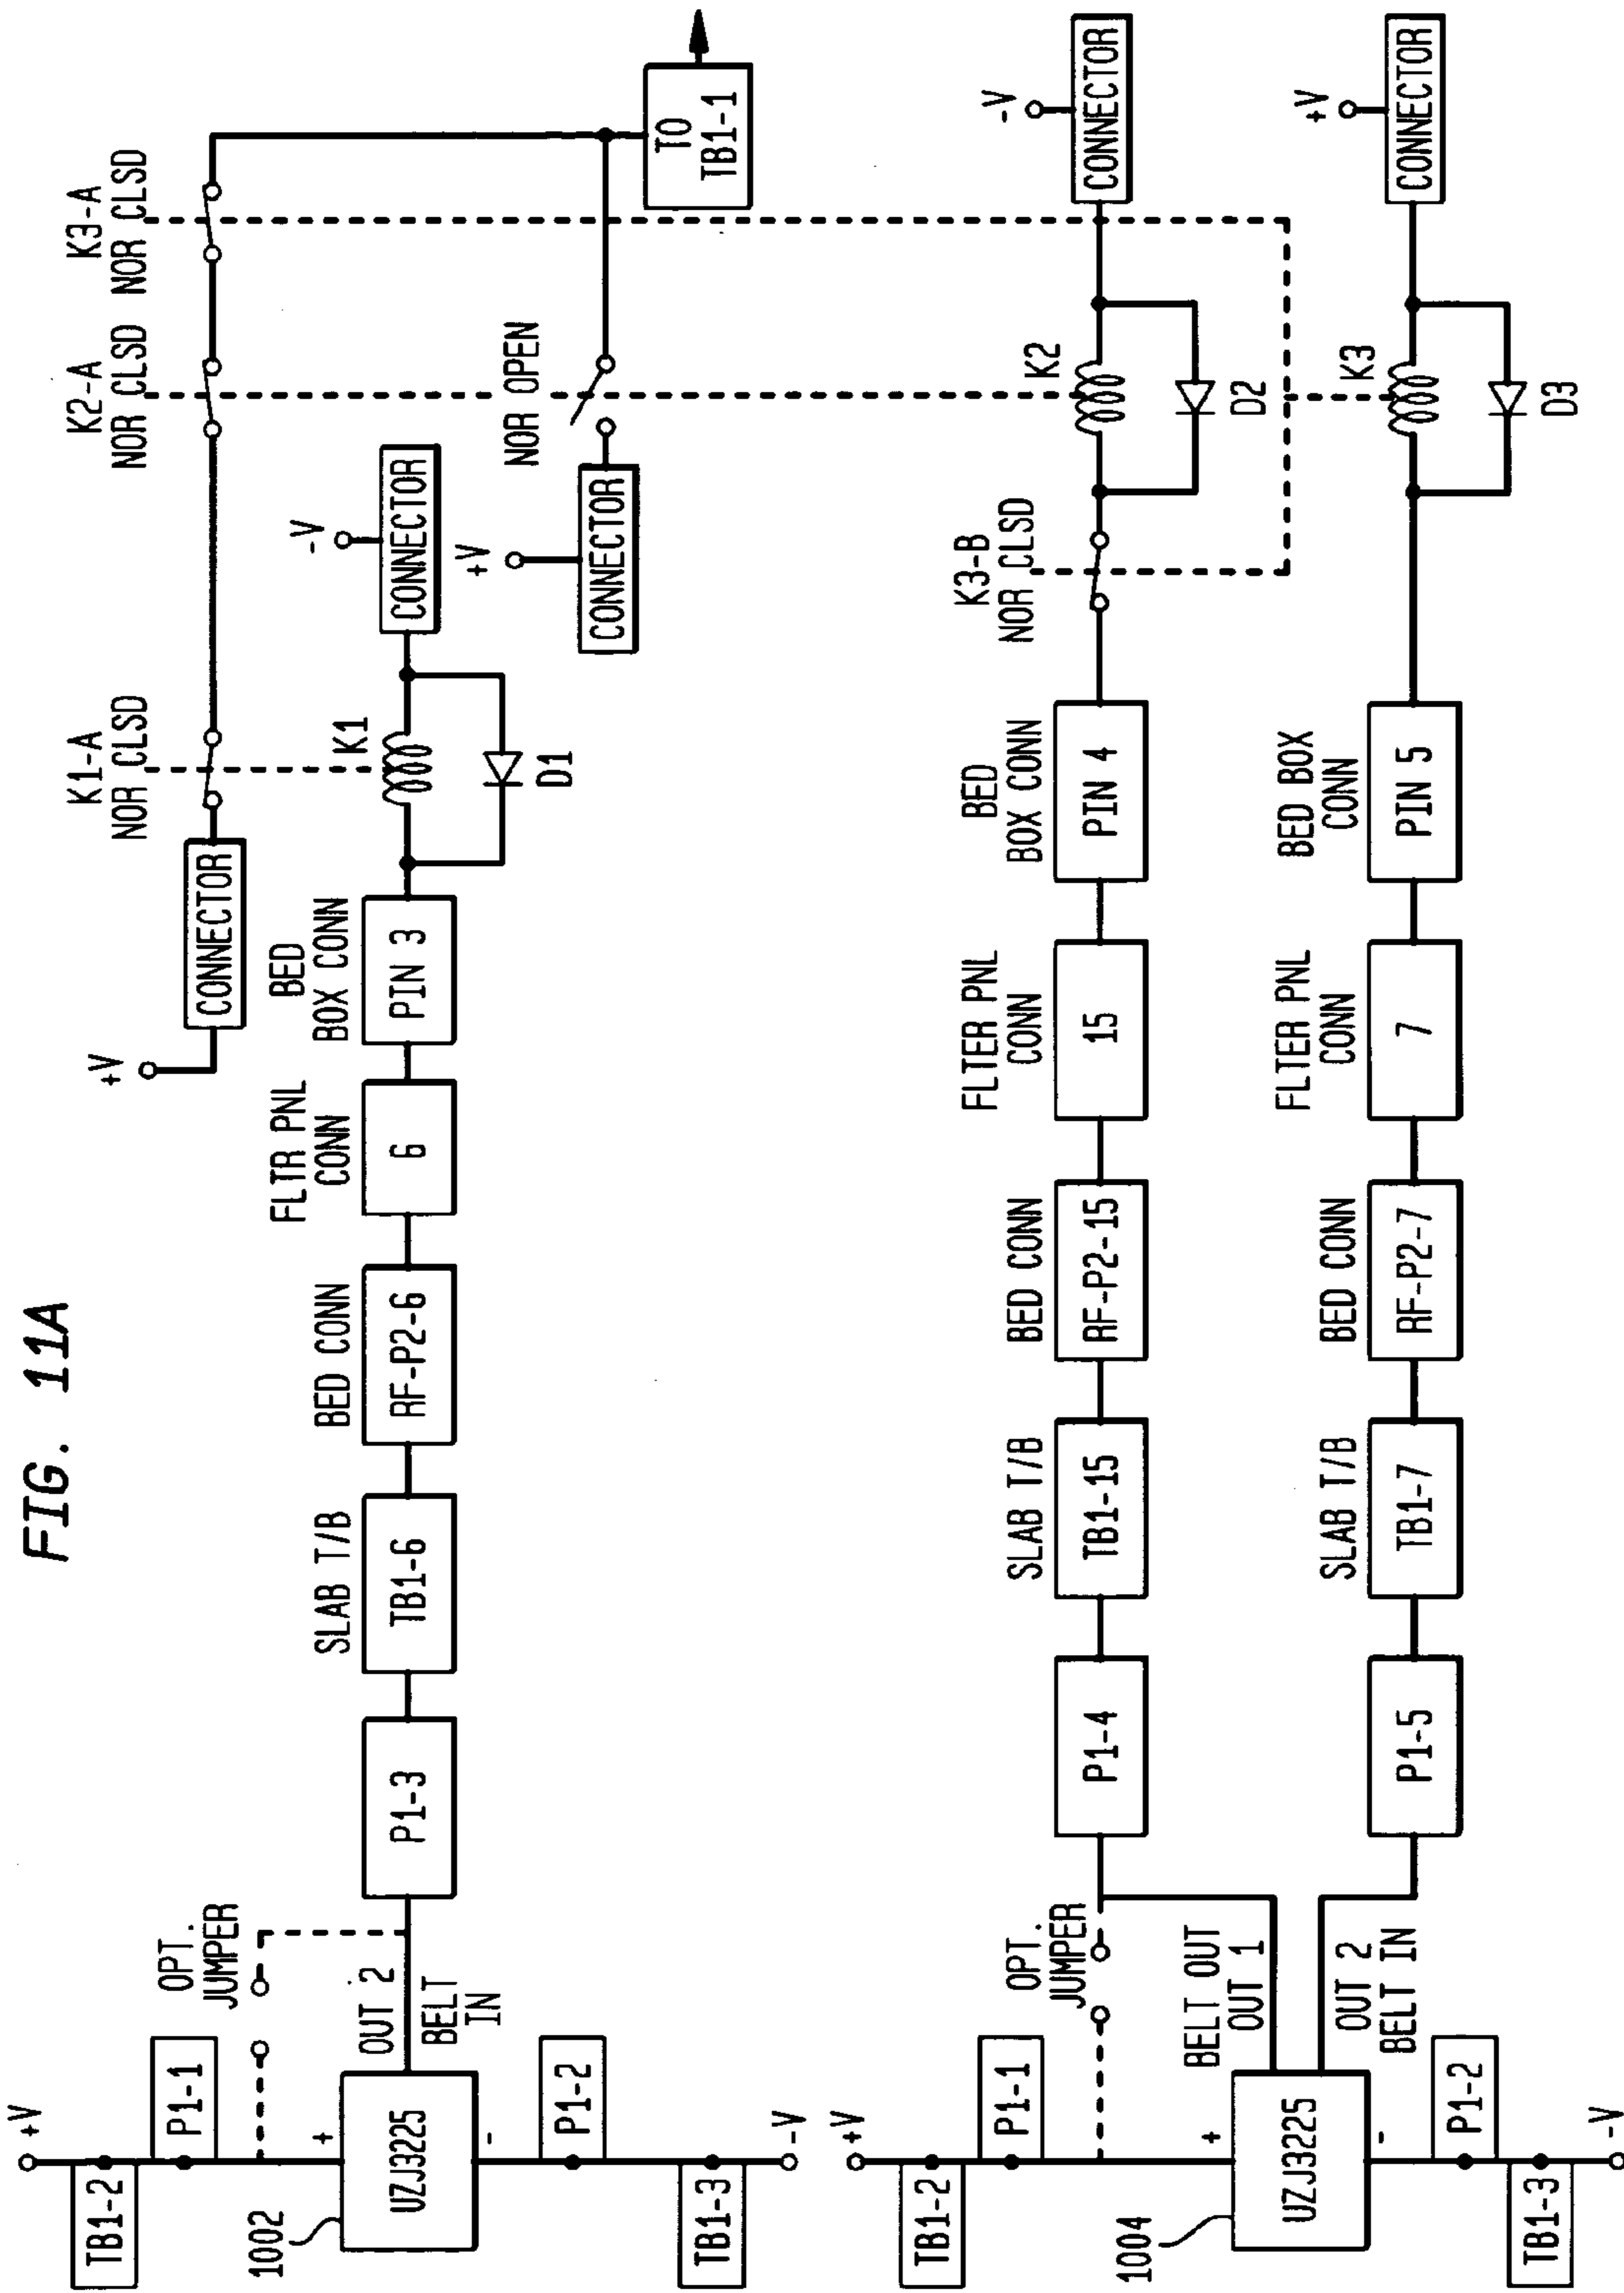 FIG. 11A
+V
TB1-2
P1-1
+
1002
UZJ3225
-
P1-2
TB1-3
-V
OPT.
JUMPER
OUT 2
BELT
IN
P1-3
SLAB T/B
TB1-6
BED CONN
RF-P2-6
FLTR PNL
CONN
6
BED
BOX CONN
PIN 3
K1
D1
-V
CONNECTOR
+V
CONNECTOR
K1-A
NOR CLSD
K2-A
NOR CLSD
K3-A
NOR CLSD
+V
CONNECTOR
NOR OPEN
TO
TB1-1
+V
TB1-2
P1-1
+
1004
UZJ3225
-
P1-2
TB1-3
-V
OPT.
JUMPER
BELT OUT
OUT 1
OUT 2
BELT IN
P1-4
SLAB T/B
TB1-15
BED CONN
RF-P2-15
FLTER PNL
CONN
15
BED
BOX CONN
PIN 4
K3-B
NOR CLSD
K2
D2
-V
CONNECTOR
P1-5
SLAB T/B
TB1-7
BED CONN
RF-P2-7
FLTER PNL
CONN
7
BED BOX
CONN
PIN 5
K3
D3
+V
CONNECTOR